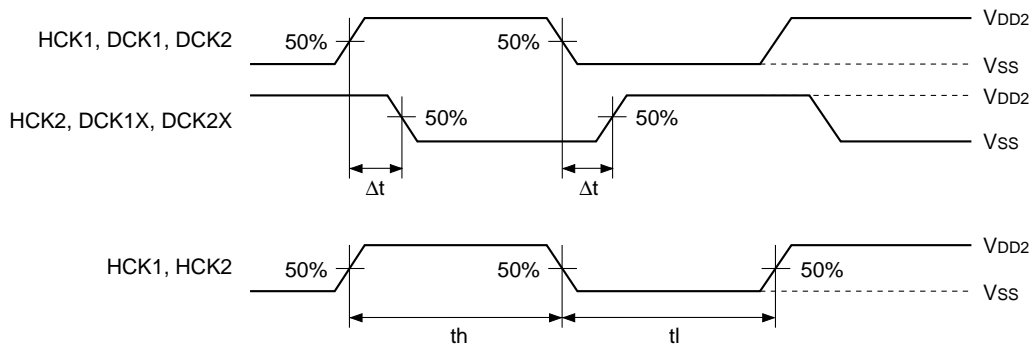 HCK1, DCK1, DCK2
50%
50%
VDD2
VSS
HCK2, DCK1X, DCK2X
50%
50%
VDD2
VSS
Δt
Δt
HCK1, HCK2
50%
50%
50%
VDD2
VSS
th
tl